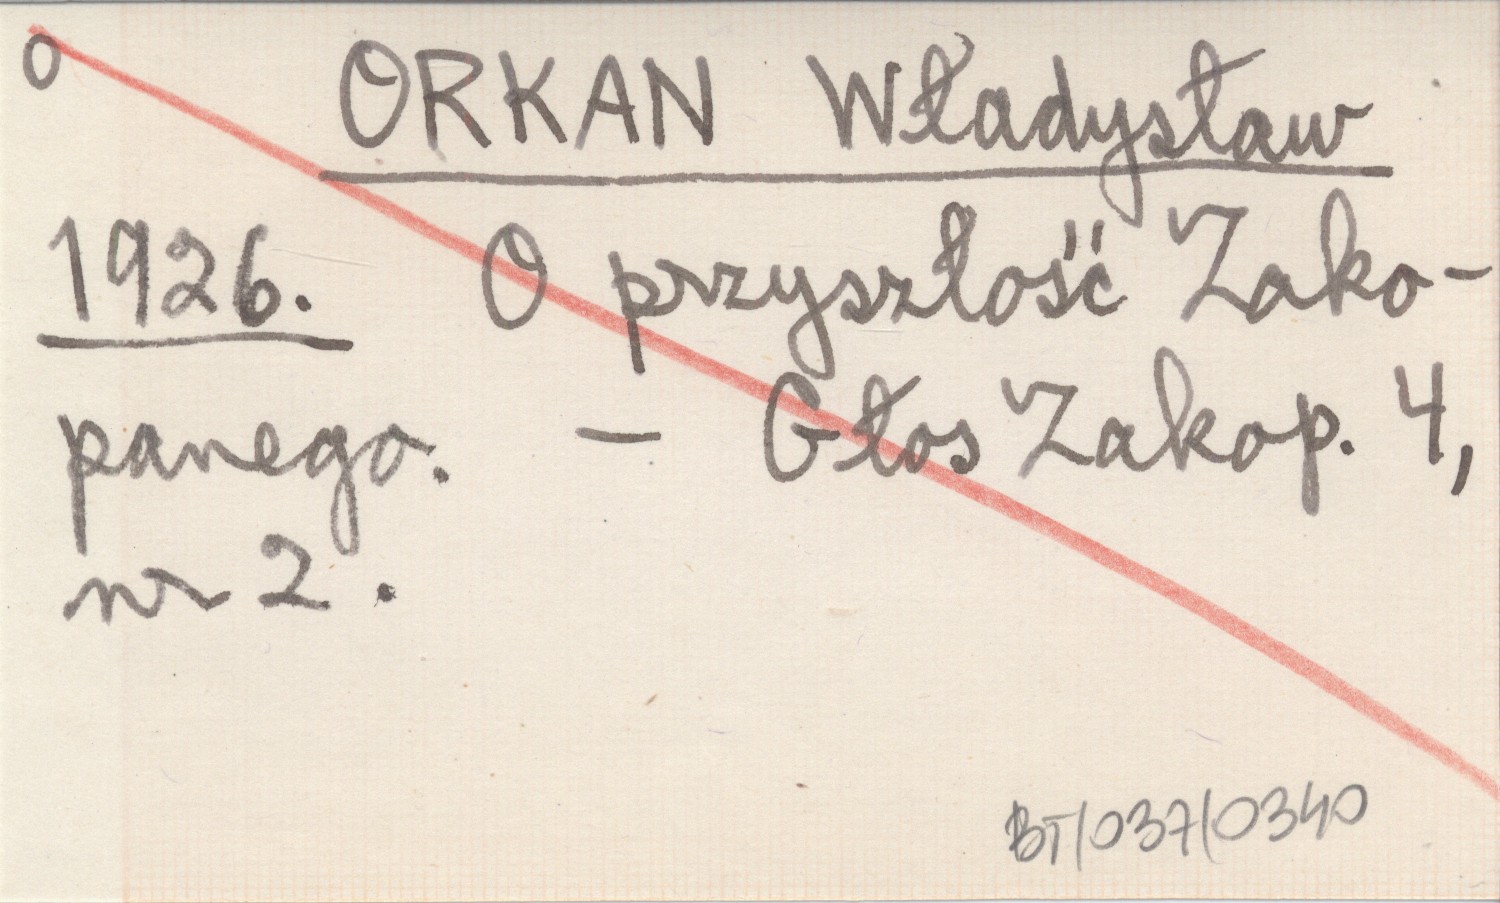 O
ORKAN Władysław
1926. O przyszłość Zako-
panego. — Głos Zakop. 4,
nr 2.
BT/037/0340